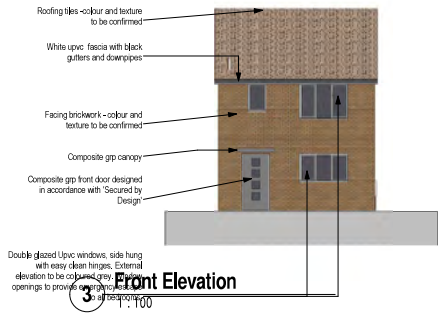 Roofing tiles -colour and texture
to be confirmed
White upvc fascia with black
gutters and downpipes
Facing brickwork - colour and
texture to be confirmed
Composite grp canopy
Composite grp front door designed
in accordance with 'Secured by
Design'
Double glazed Upvc windows, side hung
with easy clean hinges, External
elevation to be coloured grey. Window
openings to provide emergency escape
to all bedrooms.
3
Front Elevation
1 : 100